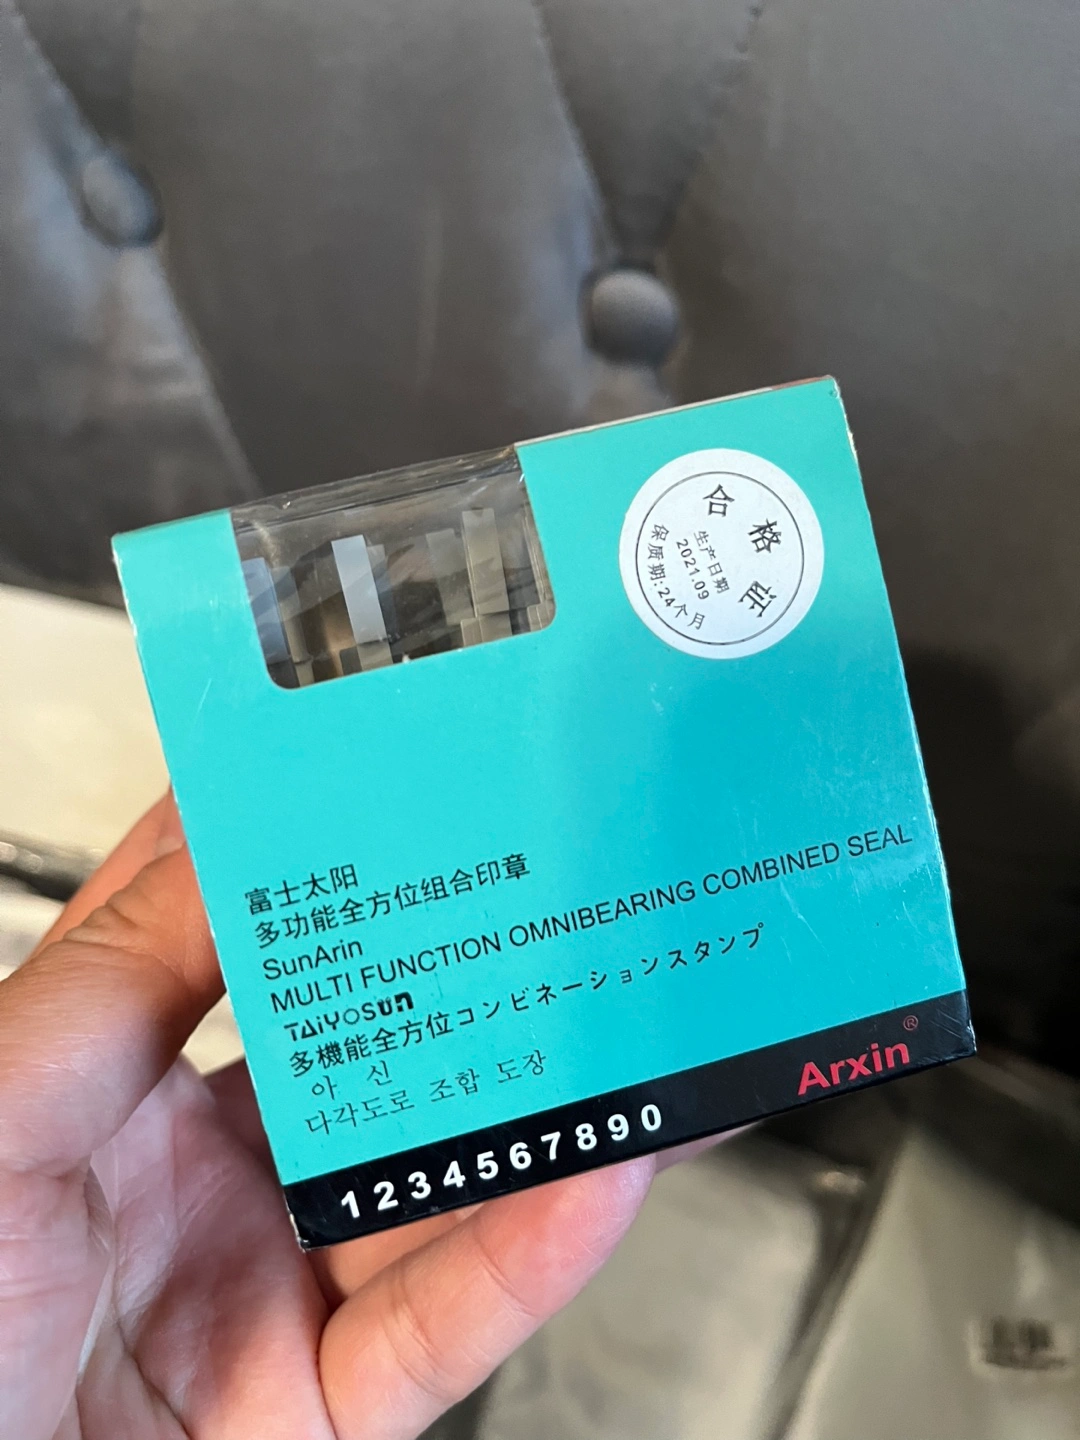 合格证
生产日期
2021.09
保质期:24个月
富士太阳
多功能全方位组合印章
SunArin
MULTI FUNCTION OMNIBEARING COMBINED SEAL
TAiYOSUn
多機能全方位コンビネーションスタンプ
아 신
다각도로 조합 도장
1234567890
Arxin®